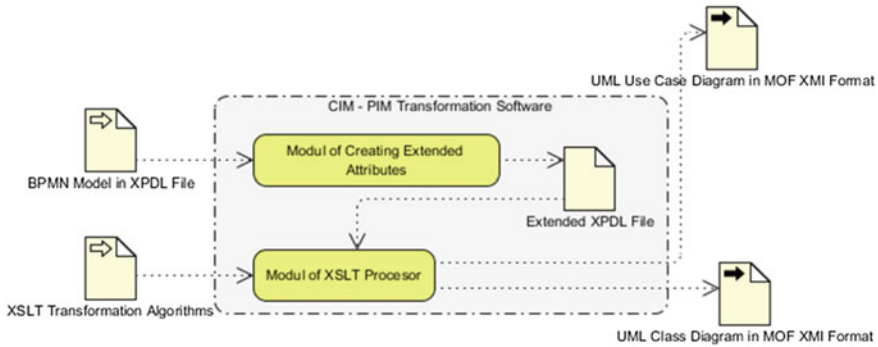 UML Use Case Diagram in MOF XMI Format
CIM - PIM Transformation Software
Modul of Creating Extended
Attributes
BPMN Model in XPDL File
Extended XPDL File
Modul of XSLT Procesor
XSLT Transformation Algorithms
UML Class Diagram in MOF XMI Format